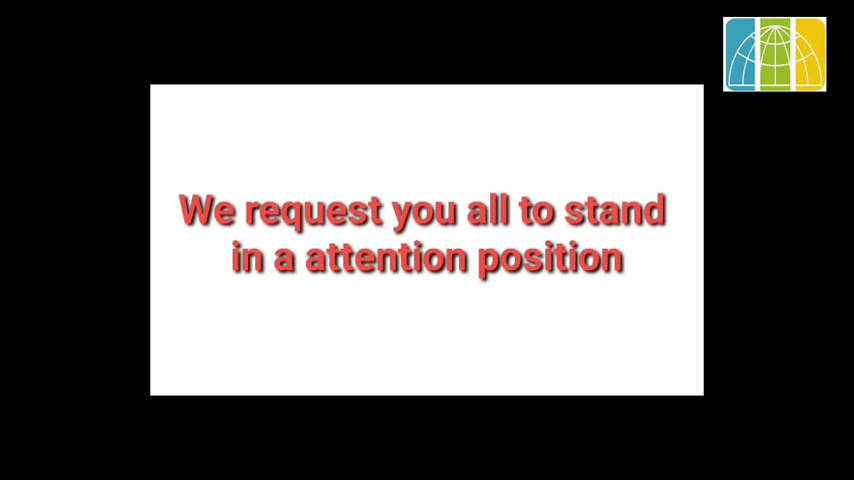 We request you all to stand
in a attention position